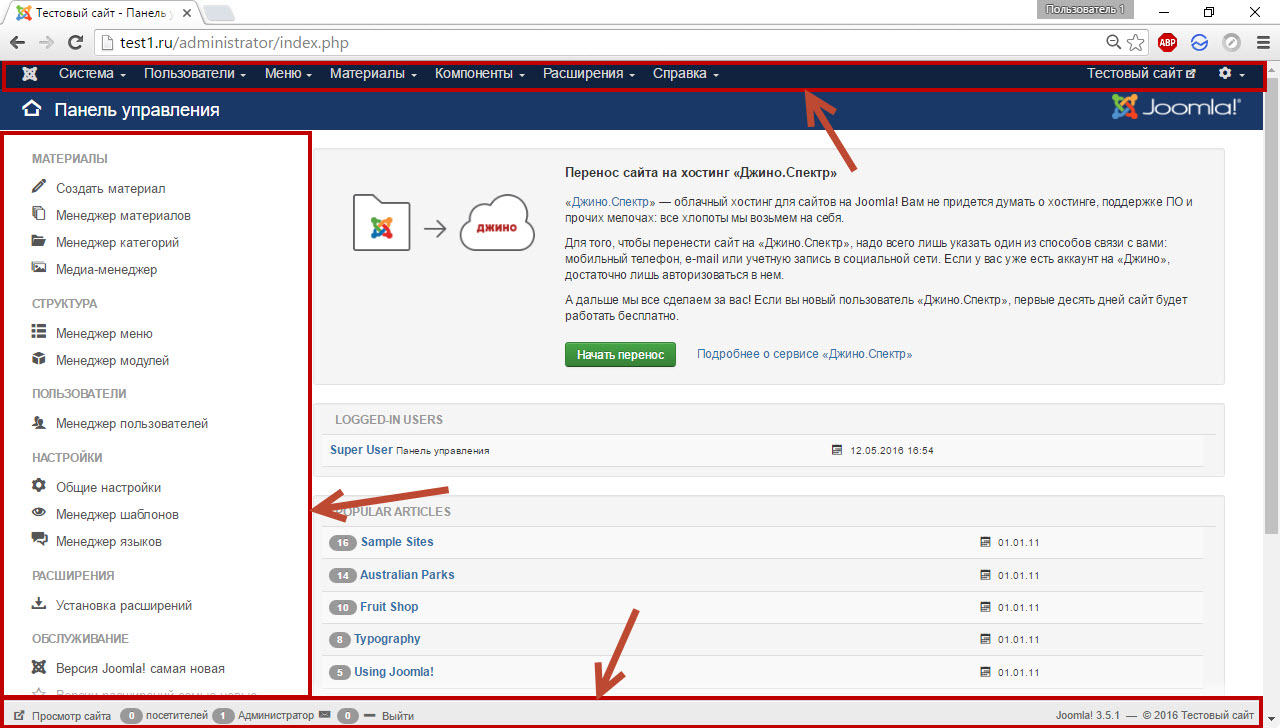 Тестовый сайт - Панель у
Пользователь 1
test1.ru/administrator/index.php
ABP
Система Пользователи Меню Материалы Компоненты Расширения Справка Тестовый сайт
Панель управления
Joomla!®
МАТЕРИАЛЫ
Создать материал
Менеджер материалов
Менеджер категорий
Медиа-менеджер
СТРУКТУРА
Менеджер меню
Менеджер модулей
ПОЛЬЗОВАТЕЛИ
Менеджер пользователей
НАСТРОЙКИ
Общие настройки
Менеджер шаблонов
Менеджер языков
РАСШИРЕНИЯ
Установка расширений
ОБСЛУЖИВАНИЕ
Версия Joomla! самая новая
Версии расширений самые новые
джино
Перенос сайта на хостинг «Джино.Спектр»
«Джино.Спектр» — облачный хостинг для сайтов на Joomla! Вам не придется думать о хостинге, поддержке ПО и
прочих мелочах: все хлопоты мы возьмем на себя.
Для того, чтобы перенести сайт на «Джино.Спектр», надо всего лишь указать один из способов связи с вами:
мобильный телефон, e-mail или учетную запись в социальной сети. Если у вас уже есть аккаунт на «Джино»,
достаточно лишь авторизоваться в нем.
А дальше мы все сделаем за вас! Если вы новый пользователь «Джино.Спектр», первые десять дней сайт будет
работать бесплатно.
Начать перенос Подробнее о сервисе «Джино.Спектр»
LOGGED-IN USERS
Super User Панель управления 12.05.2016 16:54
POPULAR ARTICLES
16 Sample Sites 01.01.11
14 Australian Parks 01.01.11
10 Fruit Shop 01.01.11
8 Typography 01.01.11
5 Using Joomla! 01.01.11
Просмотр сайта 0 посетителей 1 Администратор 0 Выйти Joomla! 3.5.1 — © 2016 Тестовый сайт